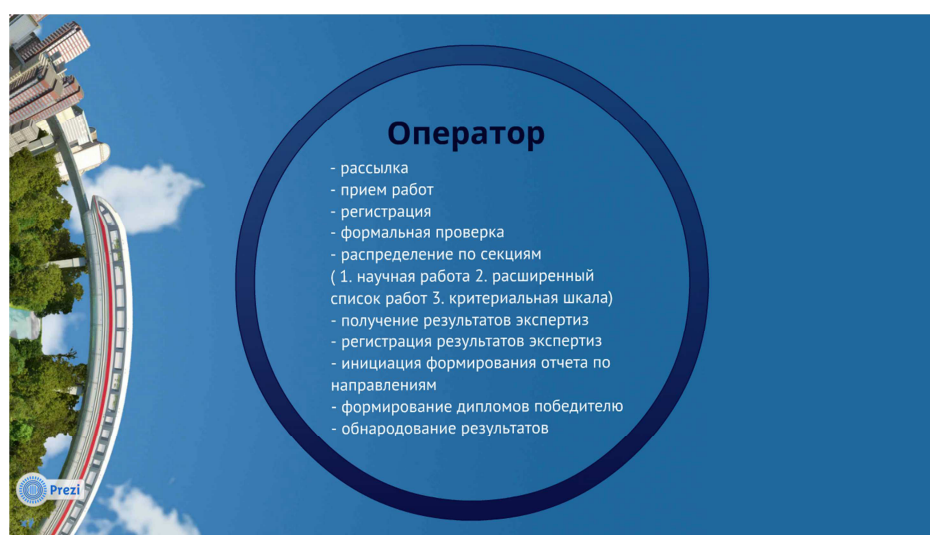 Оператор
- рассылка
- прием работ
- регистрация
- формальная проверка
- распределение по секциям
( 1. научная работа 2. расширенный
список работ 3. критериальная шкала)
- получение результатов экспертиз
- регистрация результатов экспертиз
- инициация формирования отчета по
направлениям
- формирование дипломов победителю
- обнародование результатов
Prezi